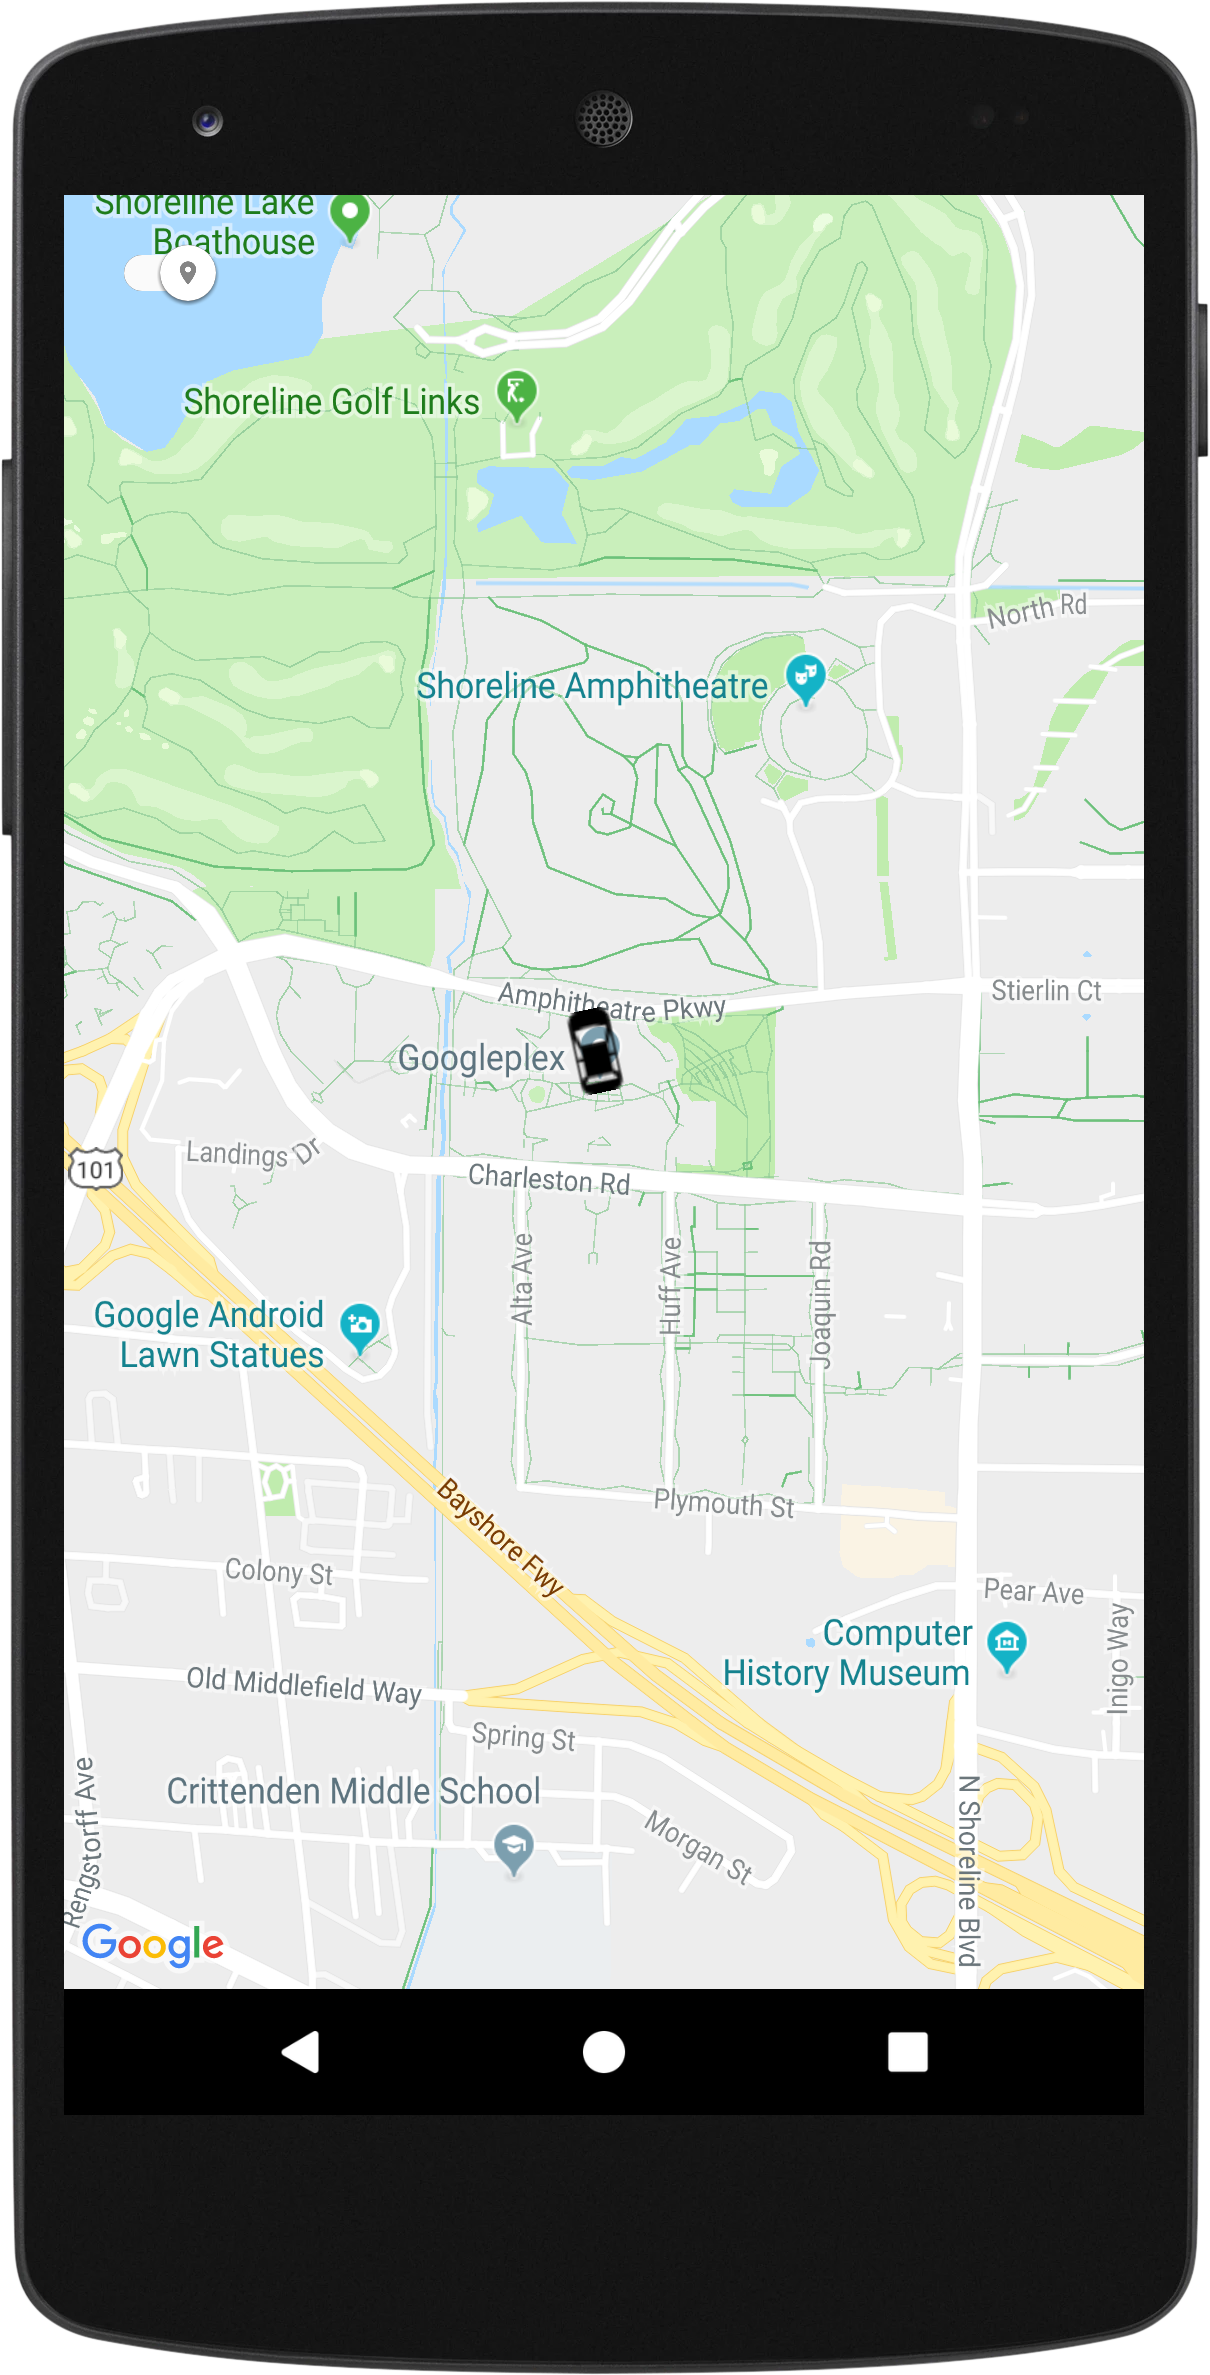 Shoreline Lake
Boathouse
Shoreline Golf Links
North Rd
Shoreline Amphitheatre
Amphitheatre Pkwy
Stierlin Ct
Googleplex
Landings Dr
101
Charleston Rd
Alta Ave
Huff Ave
Joaquin Rd
Google Android
Lawn Statues
Bayshore Fwy
Plymouth St
Colony St
Pear Ave
Inigo Way
Computer
History Museum
Old Middlefield Way
Spring St
Crittenden Middle School
Rengstorff Ave
Morgan St
N Shoreline Blvd
Google